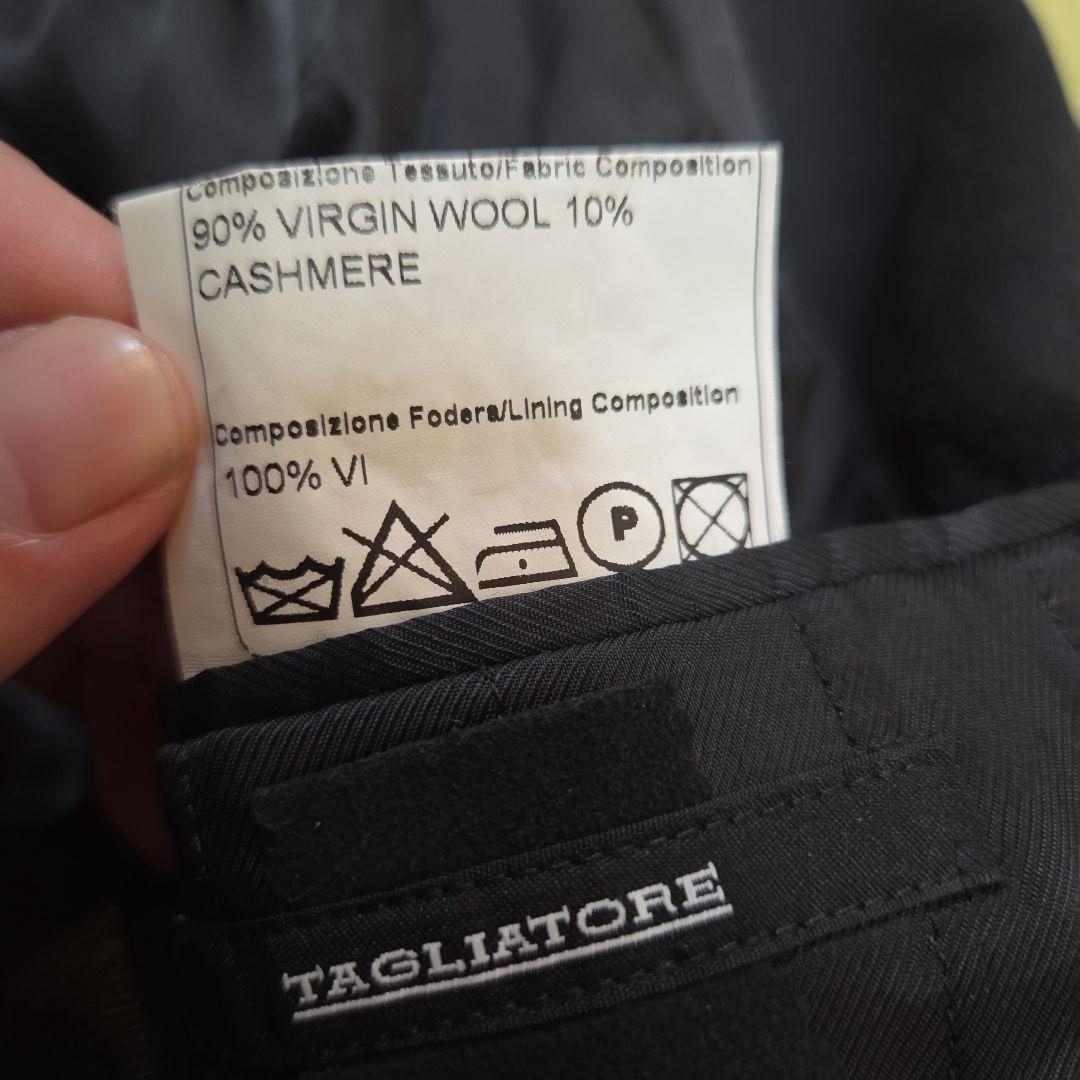 Composizione Tessuto/Fabric Composition
90% VIRGIN WOOL 10%
CASHMERE
Composizione Fodera/Lining Composition
100% VI
P
TAGLIATORE